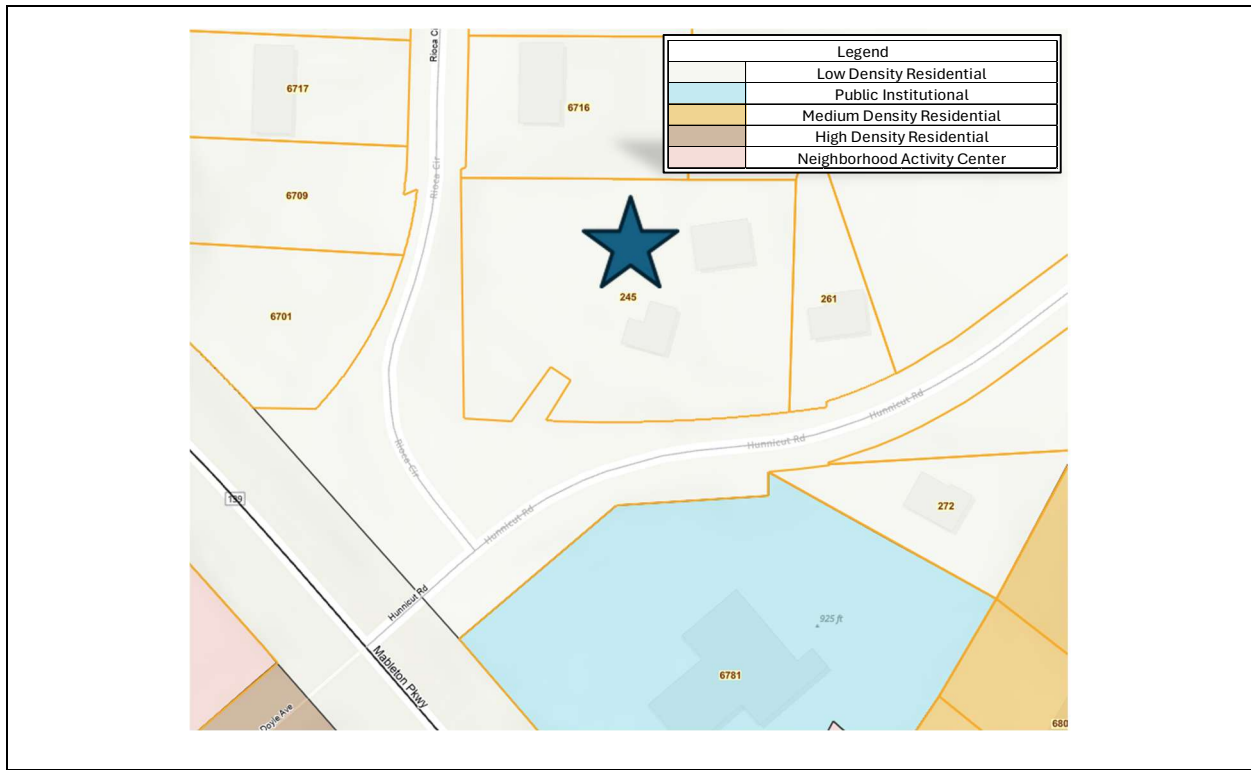 Rioca Ci
Legend
Low Density Residential
Public Institutional
Medium Density Residential
High Density Residential
Neighborhood Activity Center
6717
6716
Rioca Cir
6709
245
261
6701
Hunnicut Rd
Hunnicut Rd
Rioca Cir
139
272
Hunnicut Rd
Hunnicut Rd
925 ft
Mableton Pkwy
6781
Doyle Ave
680